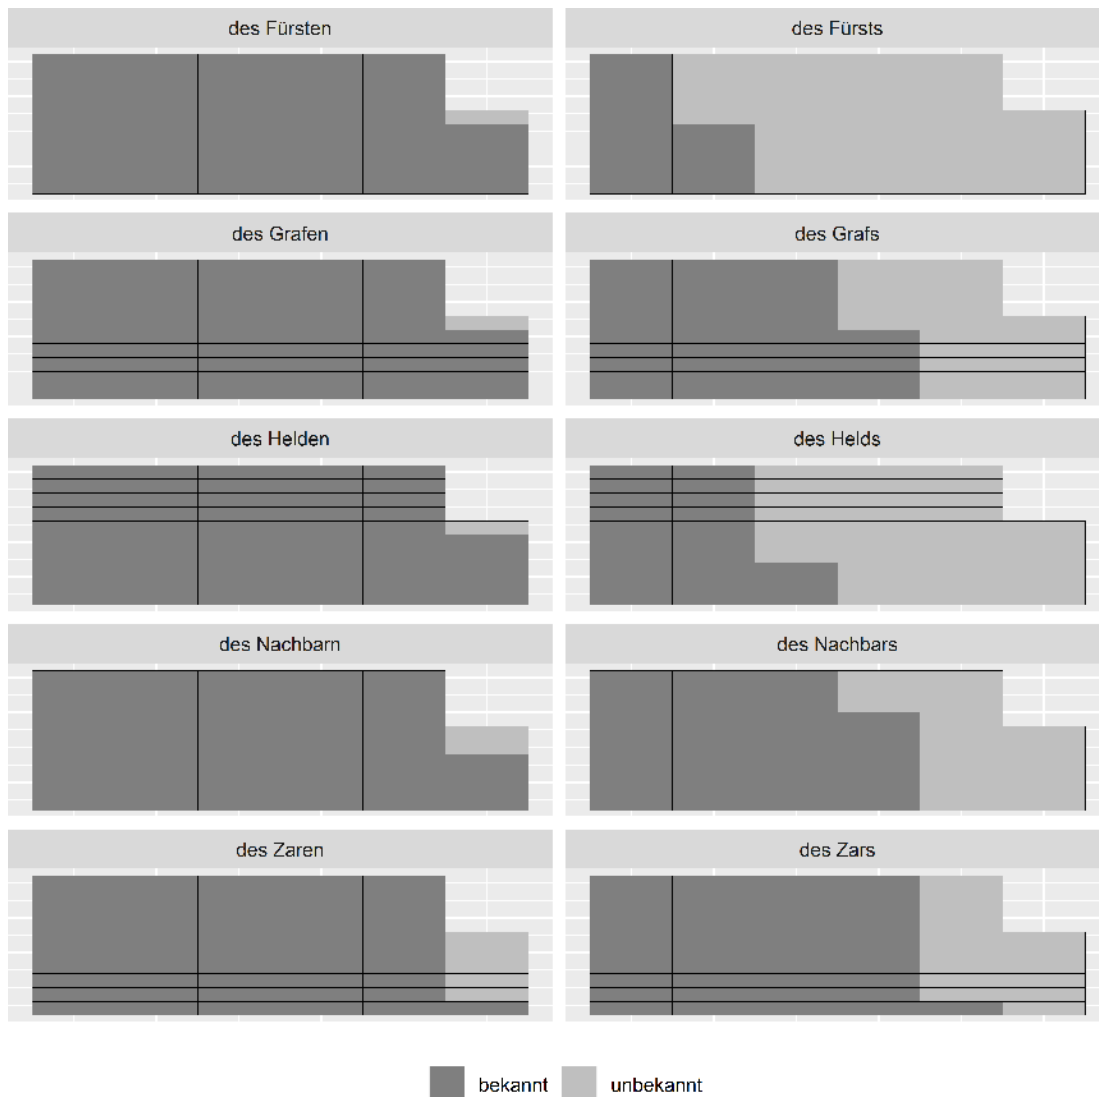 des Fürsten
des Fürsts
des Grafen
des Grafs
des Helden
des Helds
des Nachbarn
des Nachbars
des Zaren
des Zars
bekannt
unbekannt